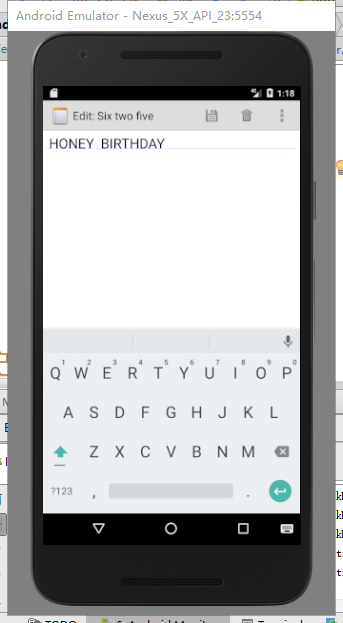 Android Emulator - Nexus_5X_API_23:5554
1:18
Edit: Six two five
HONEY BIRTHDAY
1 2 3 4 5 6 7 8 9 0
Q W E R T Y U I O P
A S D F G H J K L
Z X C V B N M
?123 , .